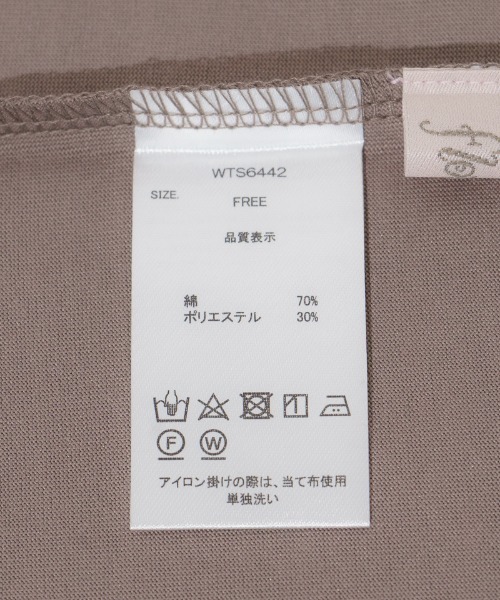 WTS6442
SIZE. FREE
品質表示
綿 70%
ポリエステル 30%
F W
アイロン掛けの際は、当て布使用
単独洗い